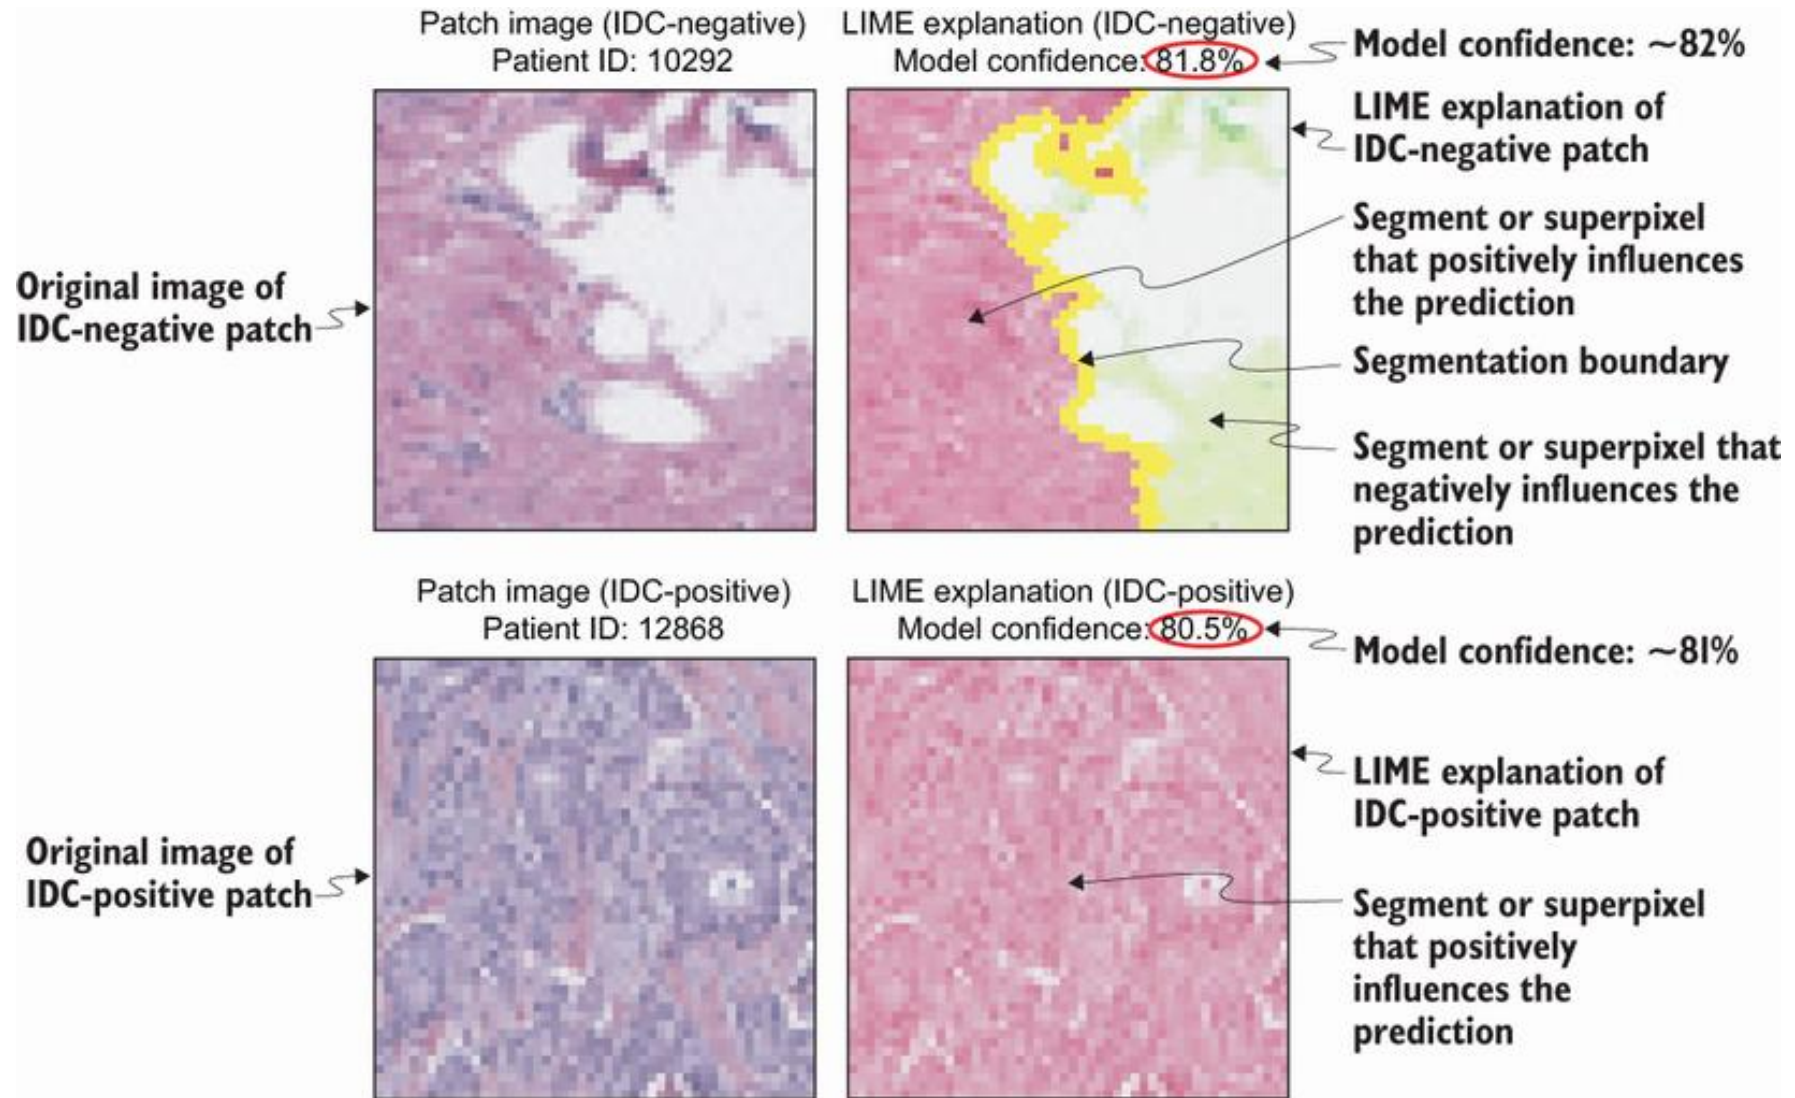 Patch image (IDC-negative)
Patient ID: 10292
LIME explanation (IDC-negative)
Model confidence: 81.8%
Model confidence: ~82%
LIME explanation of
IDC-negative patch
Segment or superpixel
that positively influences
the prediction
Original image of
IDC-negative patch
Segmentation boundary
Segment or superpixel that
negatively influences the
prediction
Patch image (IDC-positive)
Patient ID: 12868
LIME explanation (IDC-positive)
Model confidence: 80.5%
Model confidence: ~81%
LIME explanation of
IDC-positive patch
Original image of
IDC-positive patch
Segment or superpixel
that positively
influences the
prediction